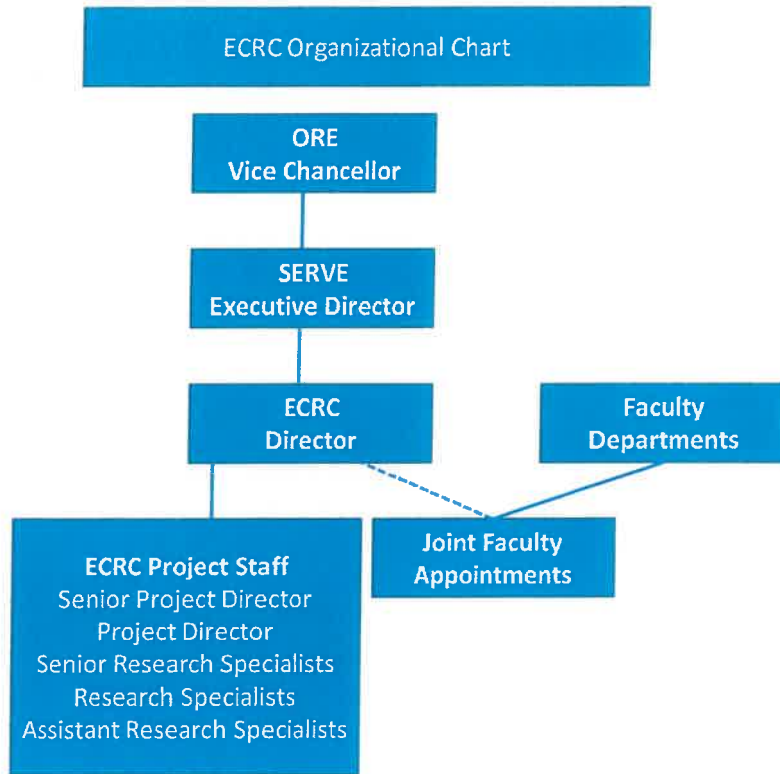 ECRC Organizational Chart
ORE
Vice Chancellor
SERVE
Executive Director
ECRC
Director
Faculty
Departments
Joint Faculty
Appointments
ECRC Project Staff
Senior Project Director
Project Director
Senior Research Specialists
Research Specialists
Assistant Research Specialists